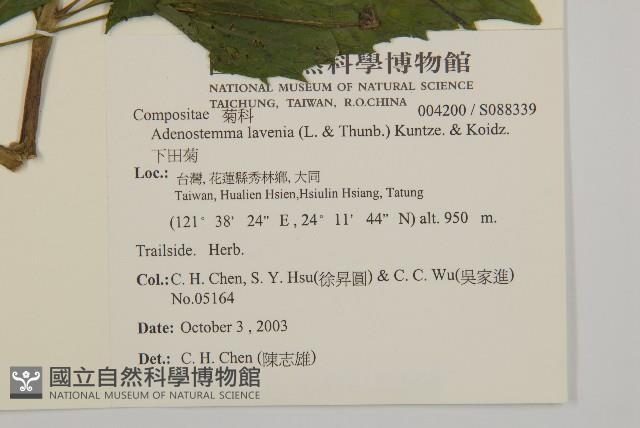 然科學博物館
NATIONAL MUSEUM OF NATURAL SCIENCE
TAICHUNG, TAIWAN, R.O.CHINA
004200 / S088339
Compositae 菊科
Adenostemma lavenia (L. & Thunb.) Kuntze. & Koidz.
下田菊
Loc.: 台灣, 花蓮縣秀林鄉, 大同
Taiwan, Hualien Hsien,Hsiulin Hsiang, Tatung
(121° 38' 24" E , 24° 11' 44" N) alt. 950 m.
Trailside. Herb.
Col.: C. H. Chen, S. Y. Hsu(徐昇圓) & C. C. Wu(吳家進)
No.05164
Date: October 3 , 2003
Det.: C. H. Chen (陳志雄)
國立自然科學博物館
NATIONAL MUSEUM OF NATURAL SCIENCE